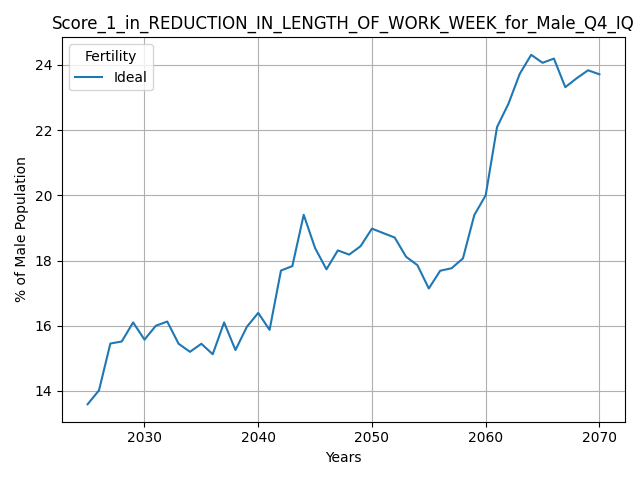 Score_1_in_REDUCTION_IN_LENGTH_OF_WORK_WEEK_for_Male_Q4_IQ
Fertility
Ideal
% of Male Population
24
22
20
18
16
14
2030 2040 2050 2060 2070
Years